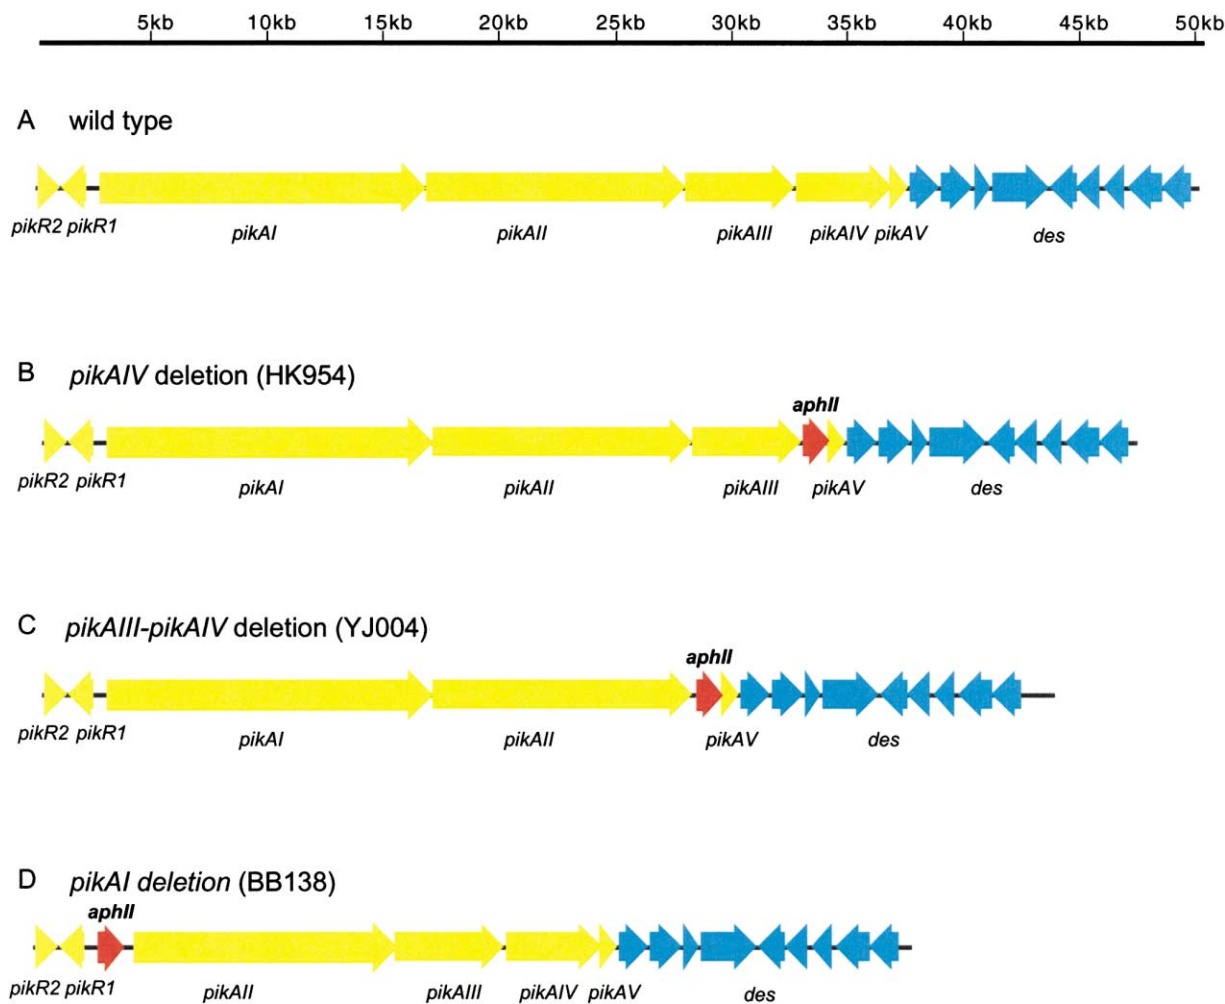 5kb 10kb 15kb 20kb 25kb 30kb 35kb 40kb 45kb 50kb
A wild type
pikR2 pikR1 pikAI pikAII pikAIII pikAIV pikAV des
B pikAIV deletion (HK954)
aphII
pikR2 pikR1 pikAI pikAII pikAIII pikAV des
C pikAIII-pikAIV deletion (YJ004)
aphII
pikR2 pikR1 pikAI pikAII pikAV des
D pikAI deletion (BB138)
aphII
pikR2 pikR1 pikAII pikAIII pikAIV pikAV des